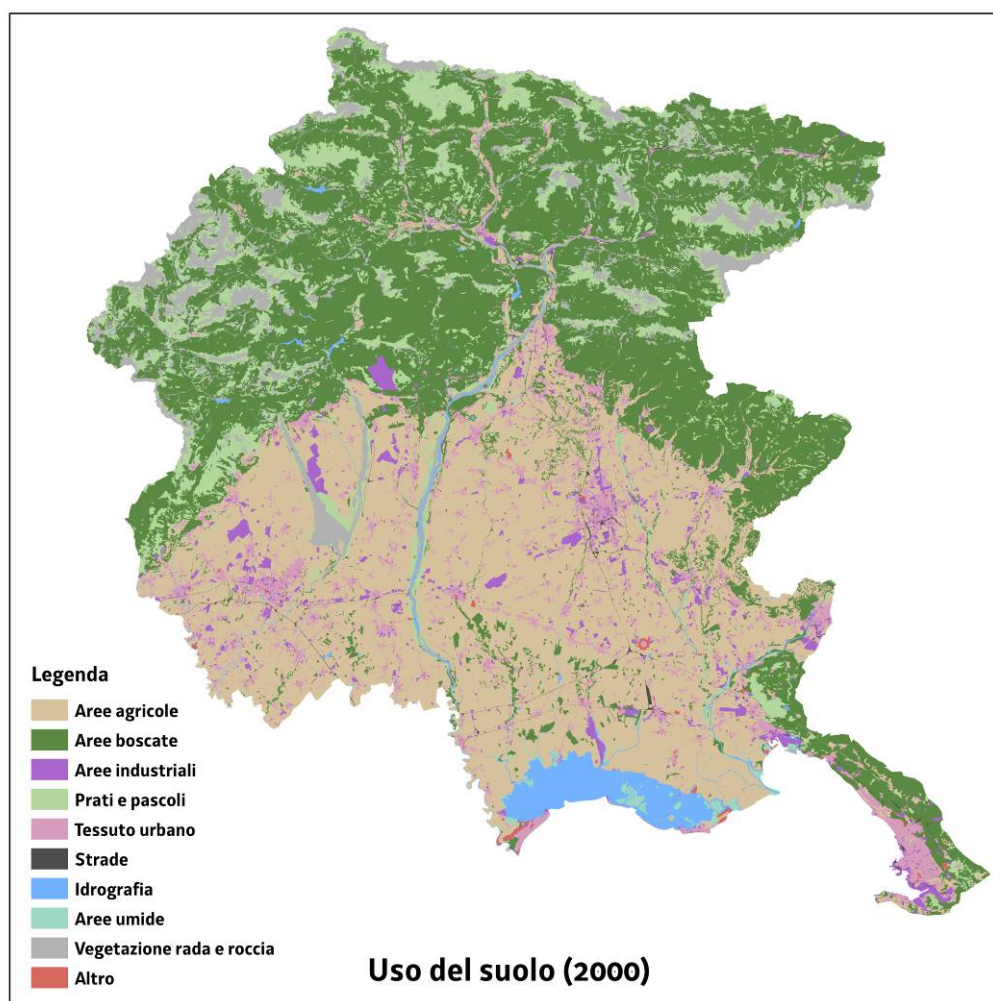 Legenda
Aree agricole
Aree boscate
Aree industriali
Prati e pascoli
Tessuto urbano
Strade
Idrografia
Aree umide
Vegetazione rada e roccia
Altro
Uso del suolo (2000)